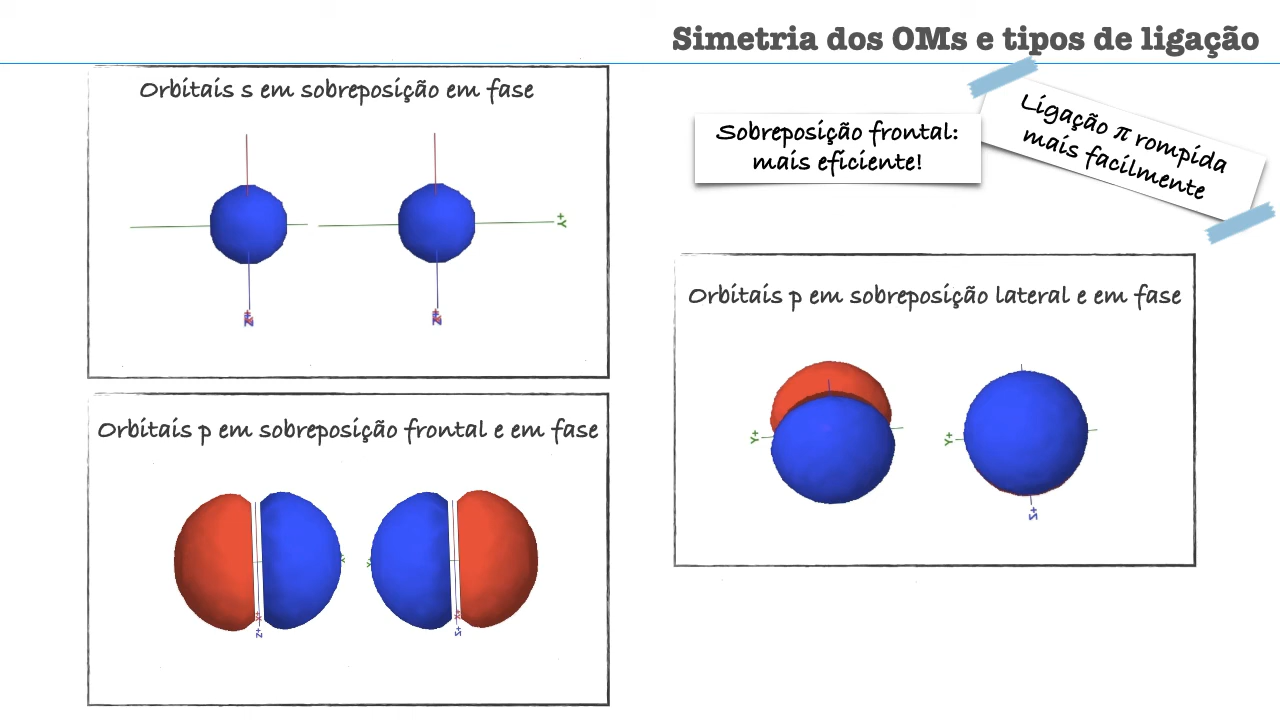 Simetria dos OMs e tipos de ligação
Orbitais s em sobreposição em fase
Sobreposição frontal:
mais eficiente!
Ligação π rompida
mais facilmente
Y+
Orbitais p em sobreposição lateral e em fase
Y+
Y+
Z+
Orbitais p em sobreposição frontal e em fase
Z+
Z+